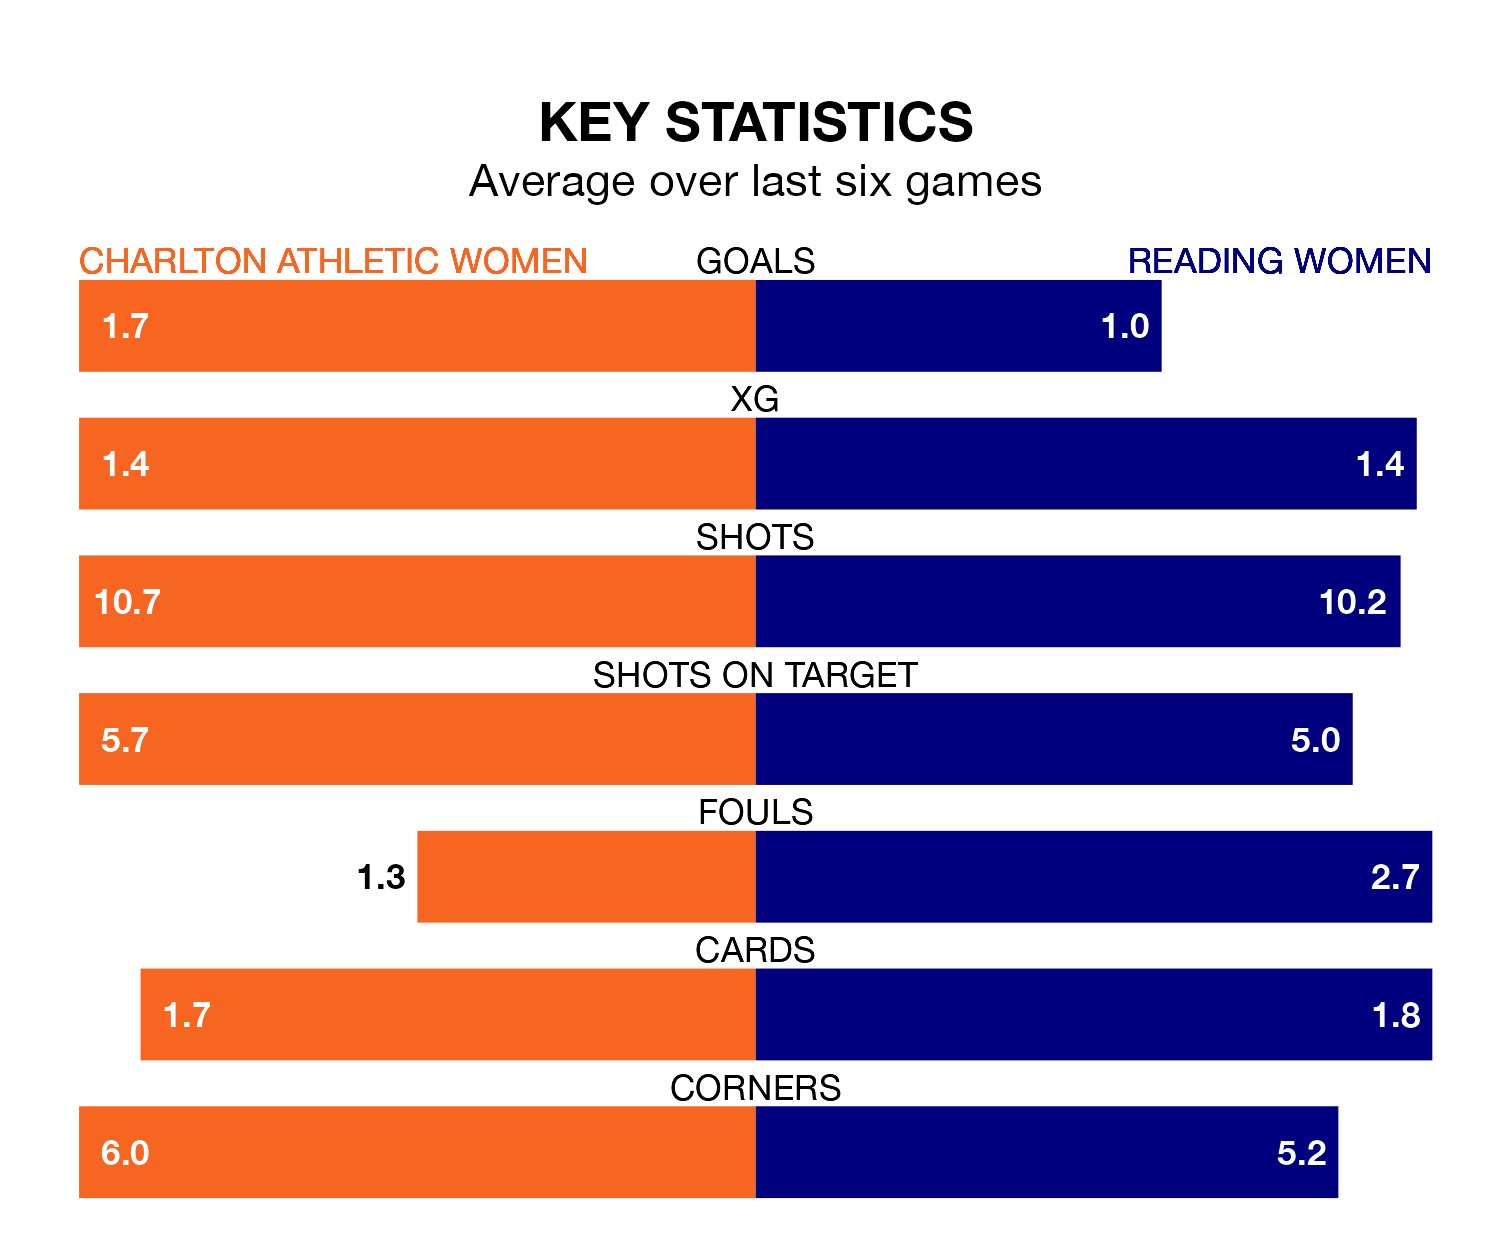 KEY STATISTICS
Average over last six games
CHARLTON ATHLETIC WOMEN GOALS READING WOMEN
1.7 1.0
XG
1.4 1.4
SHOTS
10.7 10.2
SHOTS ON TARGET
5.7 5.0
FOULS
1.3 2.7
CARDS
1.7 1.8
CORNERS
6.0 5.2